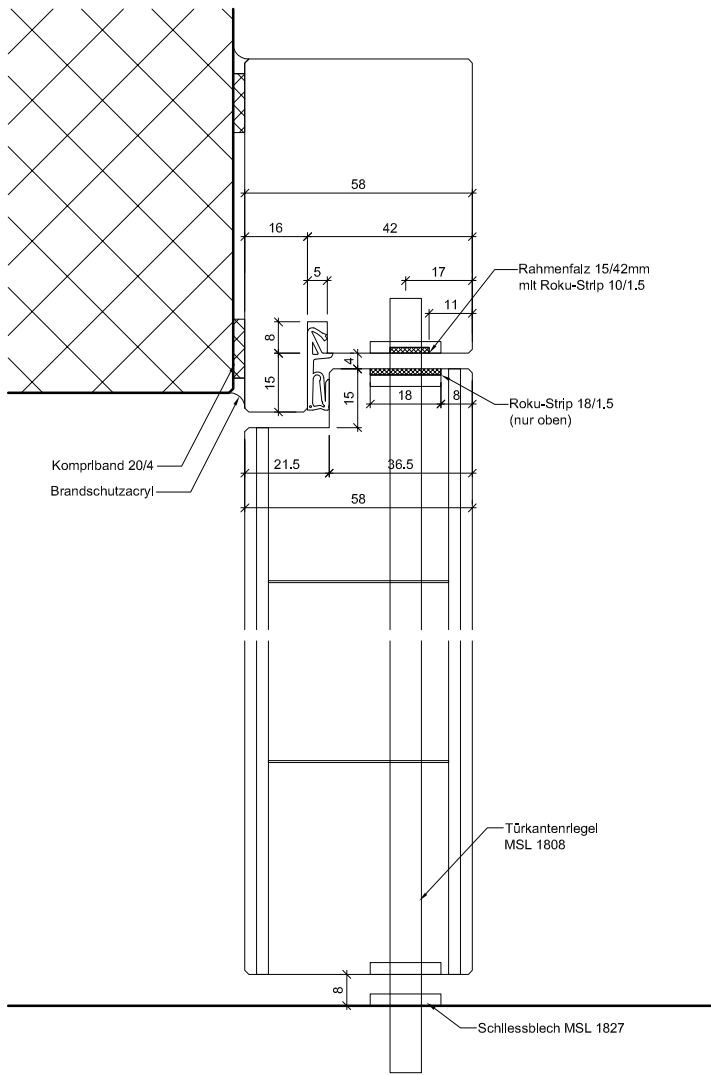 58
16
42
5
17
Rahmenfalz 15/42mm
mit Roku-Strip 10/1.5
11
8
4
15
15
18
8
Roku-Strip 18/1.5
(nur oben)
Kompriband 20/4
21.5
36.5
Brandschutzacryl
58
Türkantenriegel
MSL 1808
8
Schliessblech MSL 1827